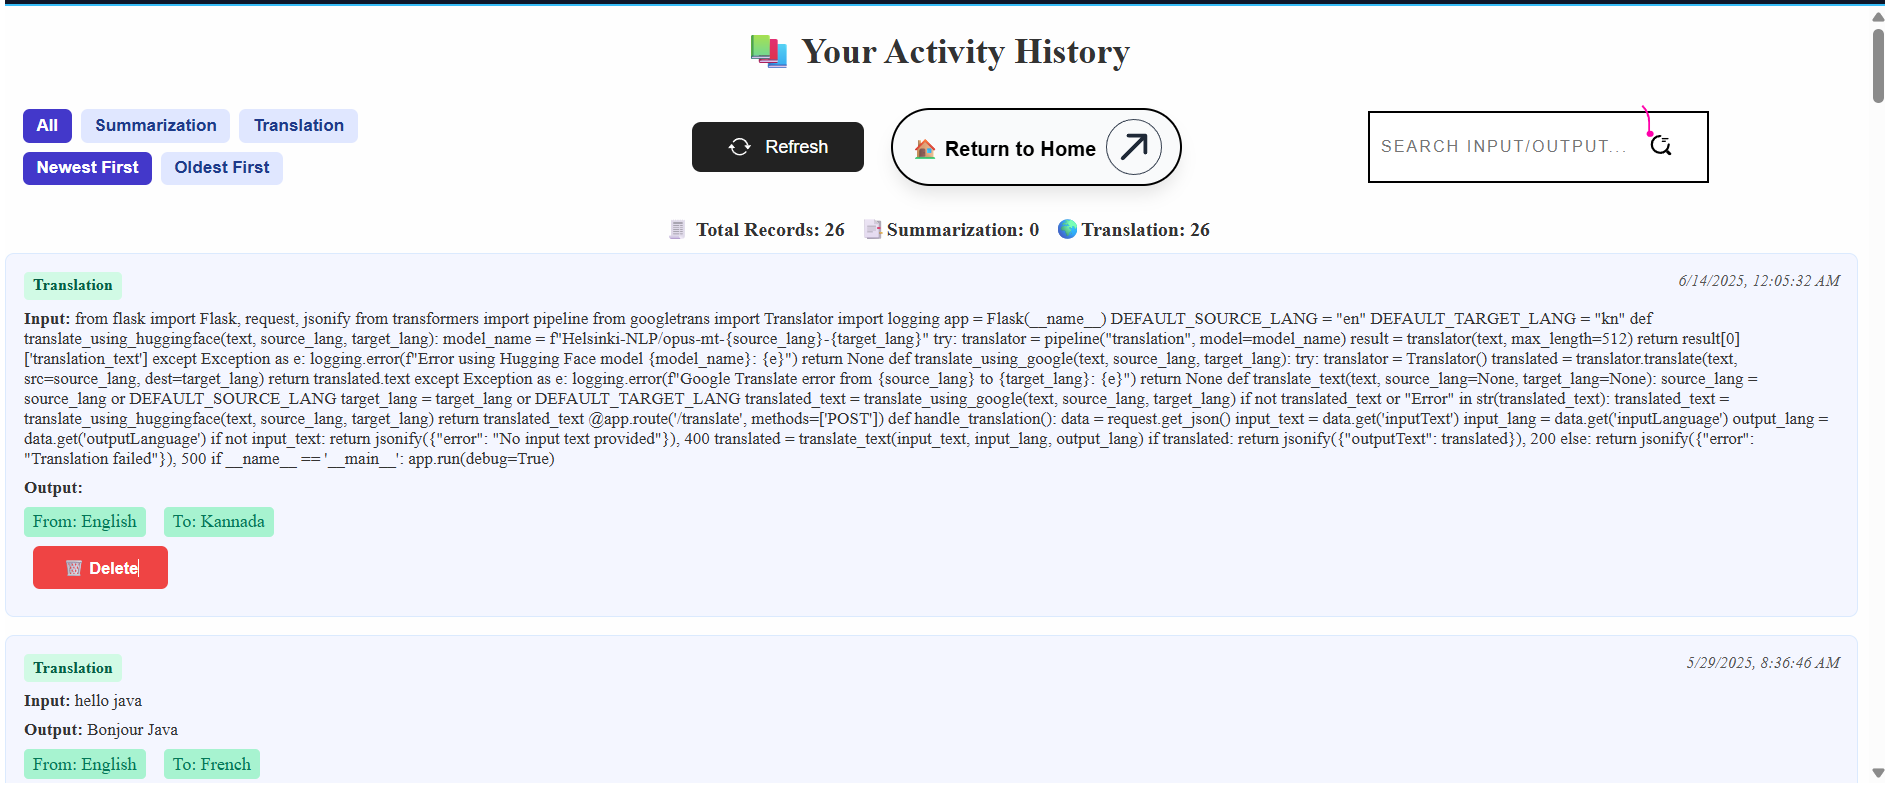 Your Activity History
All Summarization Translation
Newest First Oldest First
Refresh
Return to Home
SEARCH INPUT/OUTPUT...
Total Records: 26 Summarization: 0 Translation: 26
Translation
6/14/2025, 12:05:32 AM
Input: from flask import Flask, request, jsonify from transformers import pipeline from googletrans import Translator import logging app = Flask(__name__) DEFAULT_SOURCE_LANG = "en" DEFAULT_TARGET_LANG = "kn" def
translate_using_huggingface(text, source_lang, target_lang): model_name = f"Helsinki-NLP/opus-mt-{source_lang}-{target_lang}" try: translator = pipeline("translation", model=model_name) result = translator(text, max_length=512) return result[0]
['translation_text'] except Exception as e: logging.error(f"Error using Hugging Face model {model_name}: {e}") return None def translate_using_google(text, source_lang, target_lang): try: translator = Translator() translated = translator.translate(text,
src=source_lang, dest=target_lang) return translated.text except Exception as e: logging.error(f"Google Translate error from {source_lang} to {target_lang}: {e}") return None def translate_text(text, source_lang=None, target_lang=None): source_lang =
source_lang or DEFAULT_SOURCE_LANG target_lang = target_lang or DEFAULT_TARGET_LANG translated_text = translate_using_google(text, source_lang, target_lang) if not translated_text or "Error" in str(translated_text): translated_text =
translate_using_huggingface(text, source_lang, target_lang) return translated_text @app.route('/translate', methods=['POST']) def handle_translation(): data = request.get_json() input_text = data.get('inputText') input_lang = data.get('inputLanguage') output_lang =
data.get('outputLanguage') if not input_text: return jsonify({"error": "No input text provided"}), 400 translated = translate_text(input_text, input_lang, output_lang) if translated: return jsonify({"outputText": translated}), 200 else: return jsonify({"error":
"Translation failed"}), 500 if __name__ == '__main__': app.run(debug=True)
Output:
From: English To: Kannada
Delete
Translation
5/29/2025, 8:36:46 AM
Input: hello java
Output: Bonjour Java
From: English To: French